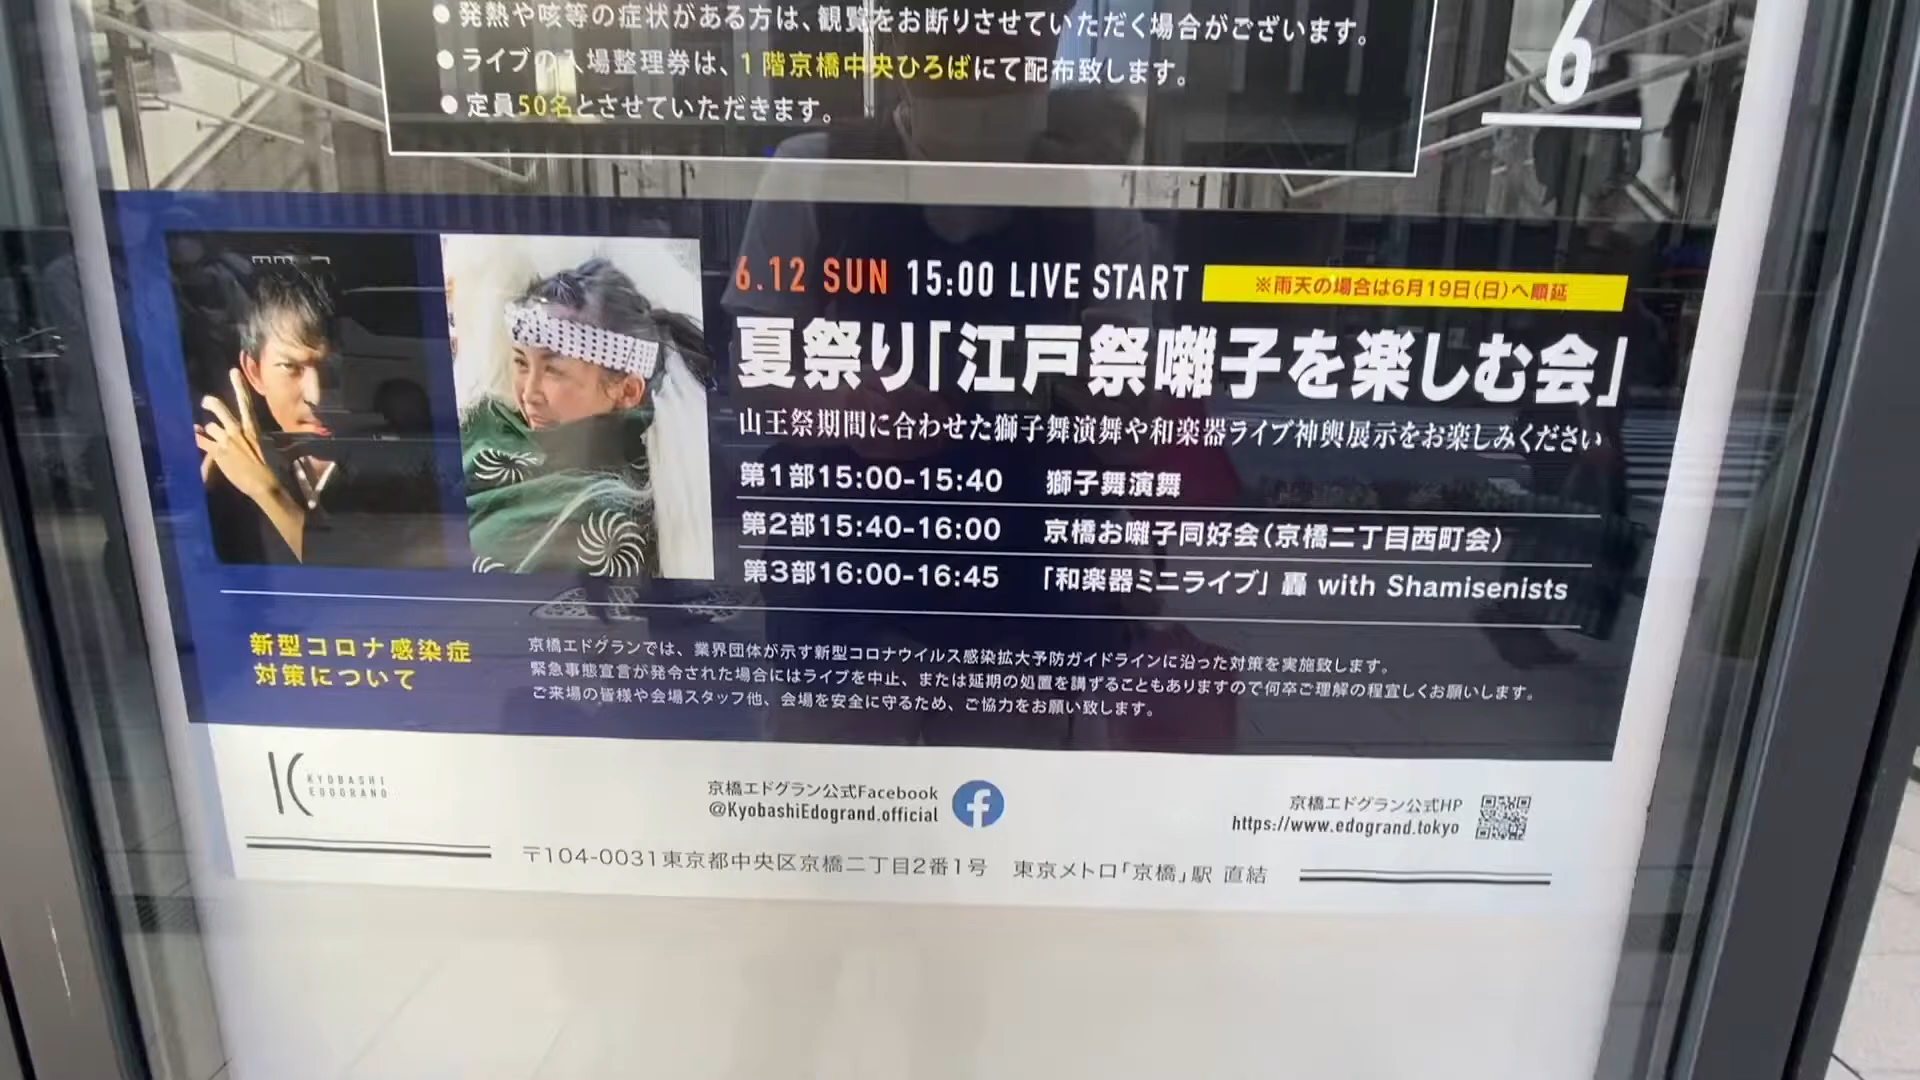 ●発熱や咳等の症状がある方は、観覧をお断りさせていただく場合がございます。
●ライブの入場整理券は、1階京橋中央ひろばにて配布致します。
●定員50名とさせていただきます。
6
6.12 SUN 15:00 LIVE START ※雨天の場合は6月19日(日)へ順延
夏祭り「江戸祭囃子を楽しむ会」
山王祭期間に合わせた獅子舞演舞や和楽器ライブ神輿展示をお楽しみください
第1部15:00-15:40 獅子舞演舞
第2部15:40-16:00 京橋お囃子同好会(京橋二丁目西町会)
第3部16:00-16:45 「和楽器ミニライブ」 轟 with Shamisenists
新型コロナ感染症
対策について
京橋エドグランでは、業界団体が示す新型コロナウイルス感染拡大予防ガイドラインに沿った対策を実施致します。
緊急事態宣言が発令された場合にはライブを中止、または延期の処置を講ずることもありますので何卒ご理解の程宜しくお願いします。
ご来場の皆様や会場スタッフ他、会場を安全に守るため、ご協力をお願い致します。
KYOBASHI
EDOGRAND
京橋エドグラン公式Facebook
@KyobashiEdogrand.official
京橋エドグラン公式HP
https://www.edogrand.tokyo
〒104-0031東京都中央区京橋二丁目2番1号 東京メトロ「京橋」駅 直結